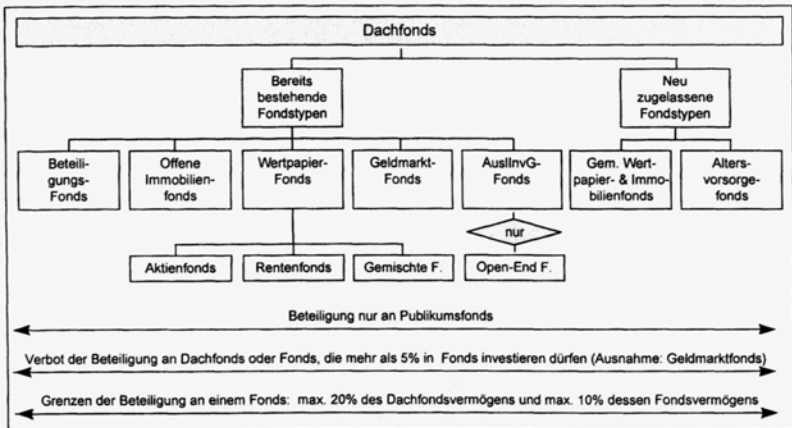 Dachfonds
Bereits
bestehende
Fondstypen
Neu
zugelassene
Fondstypen
Beteili-
gungs-
Fonds
Offene
Immobilien-
fonds
Wertpapier-
Fonds
Geldmarkt-
Fonds
AuslInvG-
Fonds
Gem. Wert-
papier- & Immo-
bilienfonds
Alters-
vorsorge-
fonds
nur
Aktienfonds
Rentenfonds
Gemischte F.
Open-End F.
Beteiligung nur an Publikumsfonds
Verbot der Beteiligung an Dachfonds oder Fonds, die mehr als 5% in Fonds investieren dürfen (Ausnahme: Geldmarktfonds)
Grenzen der Beteiligung an einem Fonds: max. 20% des Dachfondsvermögens und max. 10% dessen Fondsvermögens